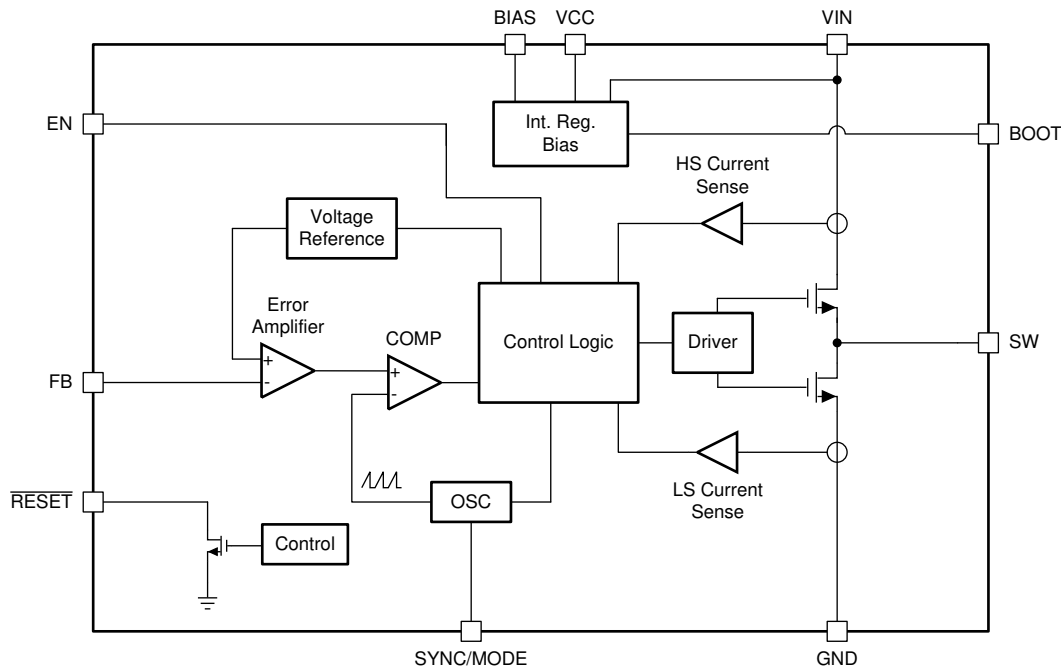 BIAS VCC VIN
EN
Int. Reg.
Bias
BOOT
HS Current
Sense
Voltage
Reference
Error
Amplifier
COMP
Control Logic
Driver
SW
+
-
+
-
FB
LS Current
Sense
RESET
OSC
Control
SYNC/MODE GND